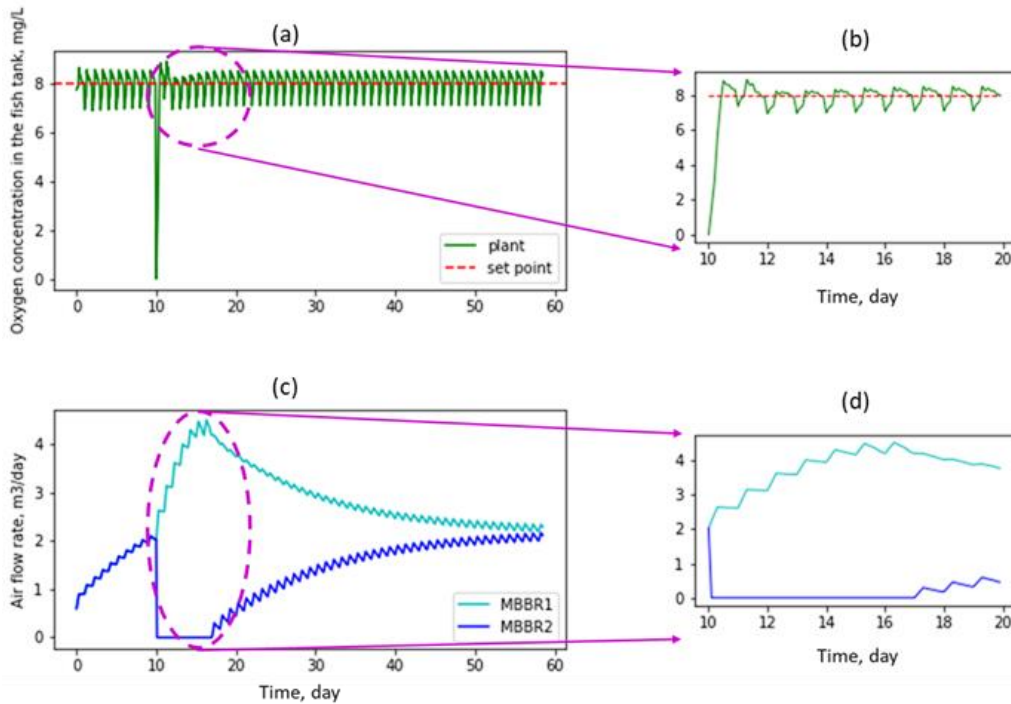 (a)
(b)
Oxygen concentration in the fish tank, mg/L
8
6
4
2
0
plant
set point
0 10 20 30 40 50 60
8
6
4
2
0
10 12 14 16 18 20
Time, day
(c)
(d)
Air flow rate, m3/day
4
3
2
1
0
MBBR1
MBBR2
0 10 20 30 40 50 60
Time, day
4
3
2
1
0
10 12 14 16 18 20
Time, day